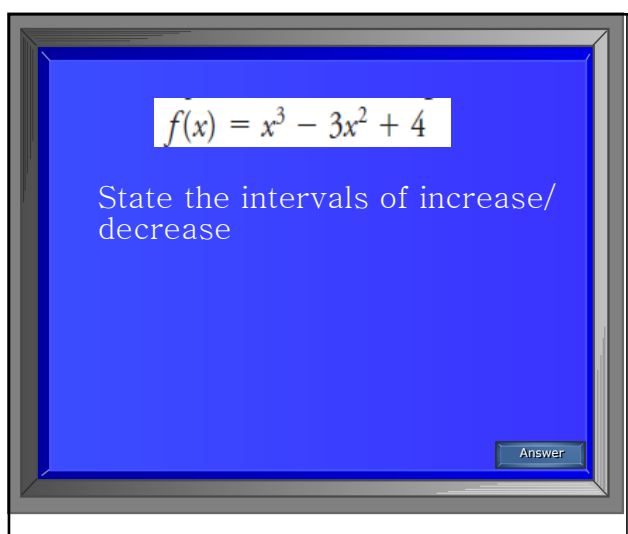 f(x) = x³ − 3x² + 4
State the intervals of increase/
decrease
Answer